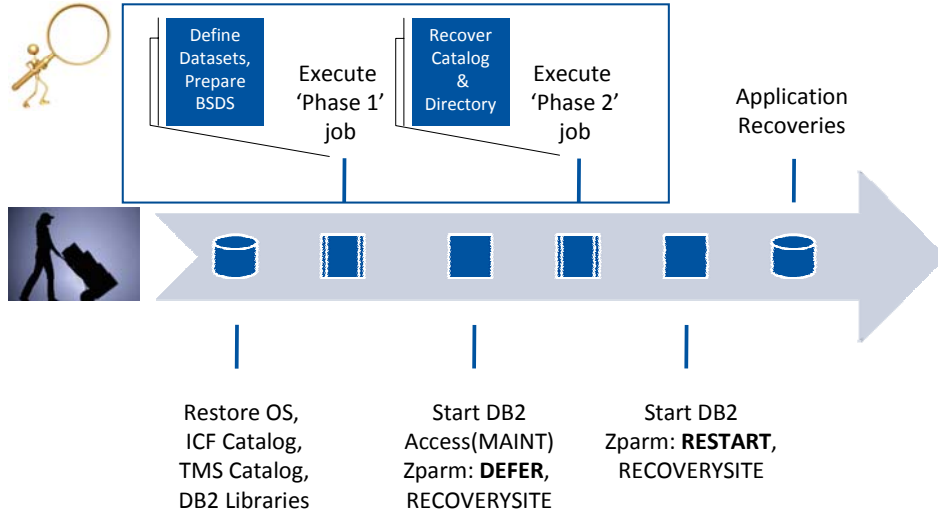 Define
Datasets,
Prepare
BSDS
Execute
‘Phase 1’
job
Recover
Catalog
&
Directory
Execute
‘Phase 2’
job
Application
Recoveries
Restore OS,
ICF Catalog,
TMS Catalog,
DB2 Libraries
Start DB2
Access(MAINT)
Zparm: DEFER,
RECOVERYSITE
Start DB2
Zparm: RESTART,
RECOVERYSITE